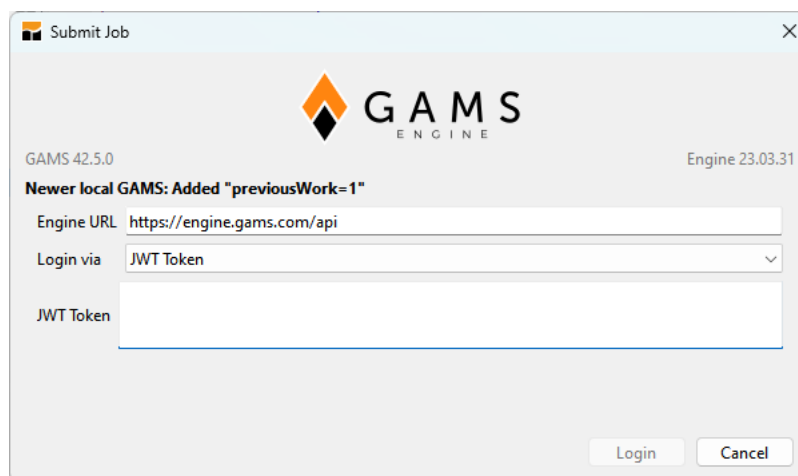 Submit Job
GAMS
ENGINE
GAMS 42.5.0 Engine 23.03.31
Newer local GAMS: Added "previousWork=1"
Engine URL https://engine.gams.com/api
Login via JWT Token
JWT Token
Login Cancel